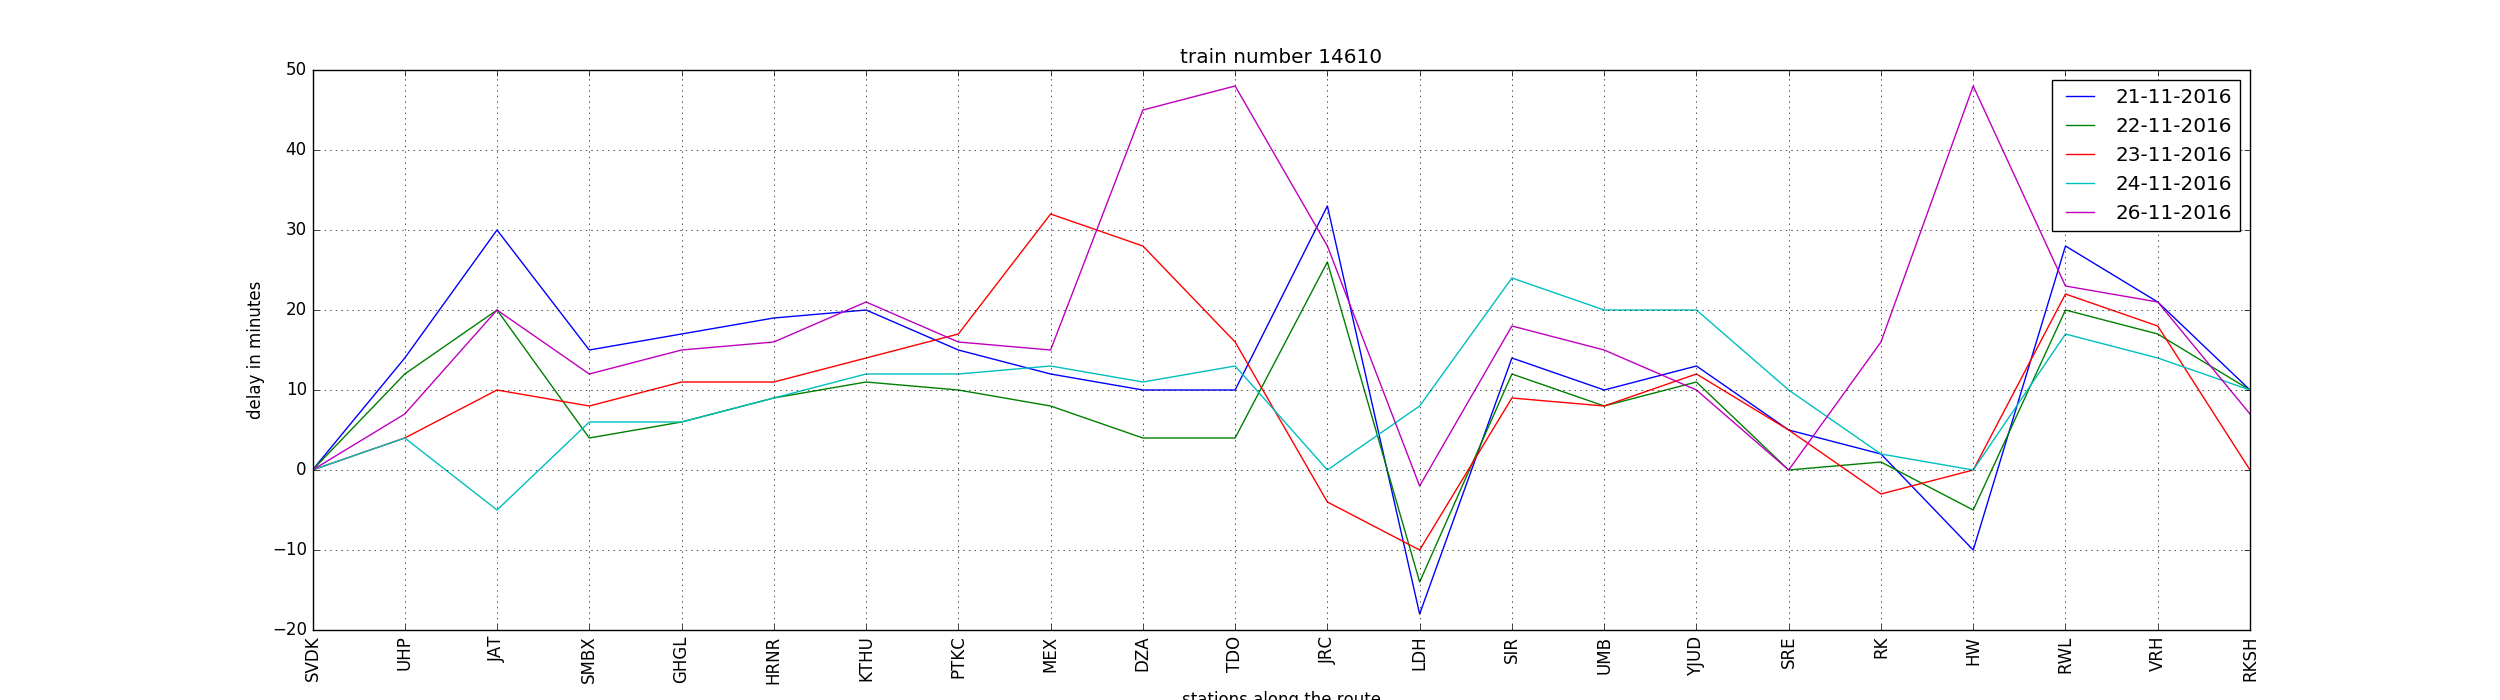 train number 14610
50
40
30
20
10
0
−10
−20
delay in minutes
21-11-2016
22-11-2016
23-11-2016
24-11-2016
26-11-2016
SVDK
UHP
JAT
SMBX
GHGL
HRNR
KTHU
PTKC
MEX
DZA
TDO
JRC
LDH
SIR
UMB
YJUD
SRE
RK
HW
RWL
VRH
RKSH
stations along the route